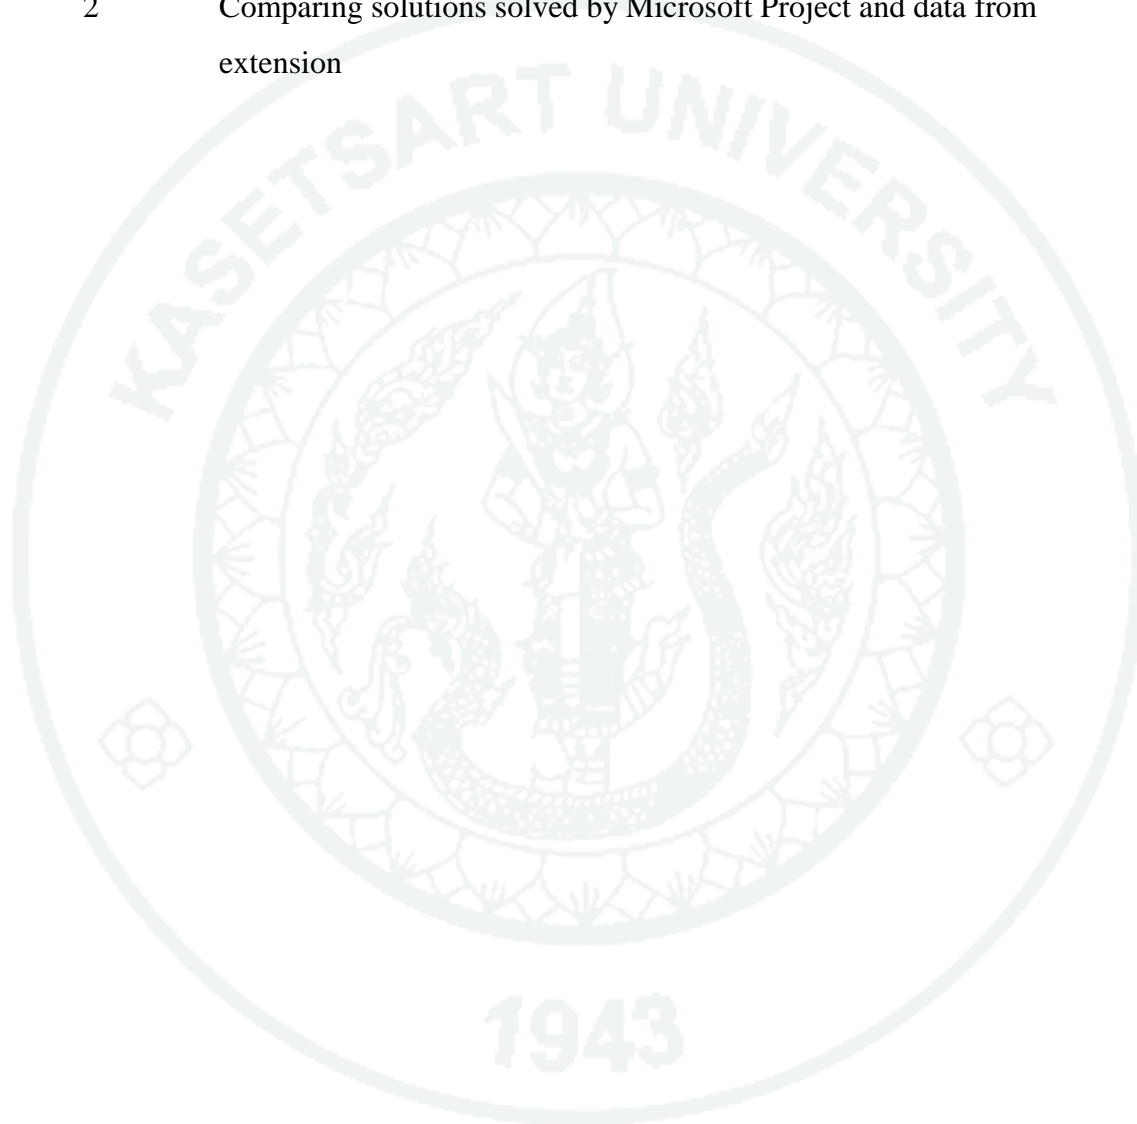 2 Comparing solutions solved by Microsoft Project and data from
extension
KASETSART UNIVERSITY
1943